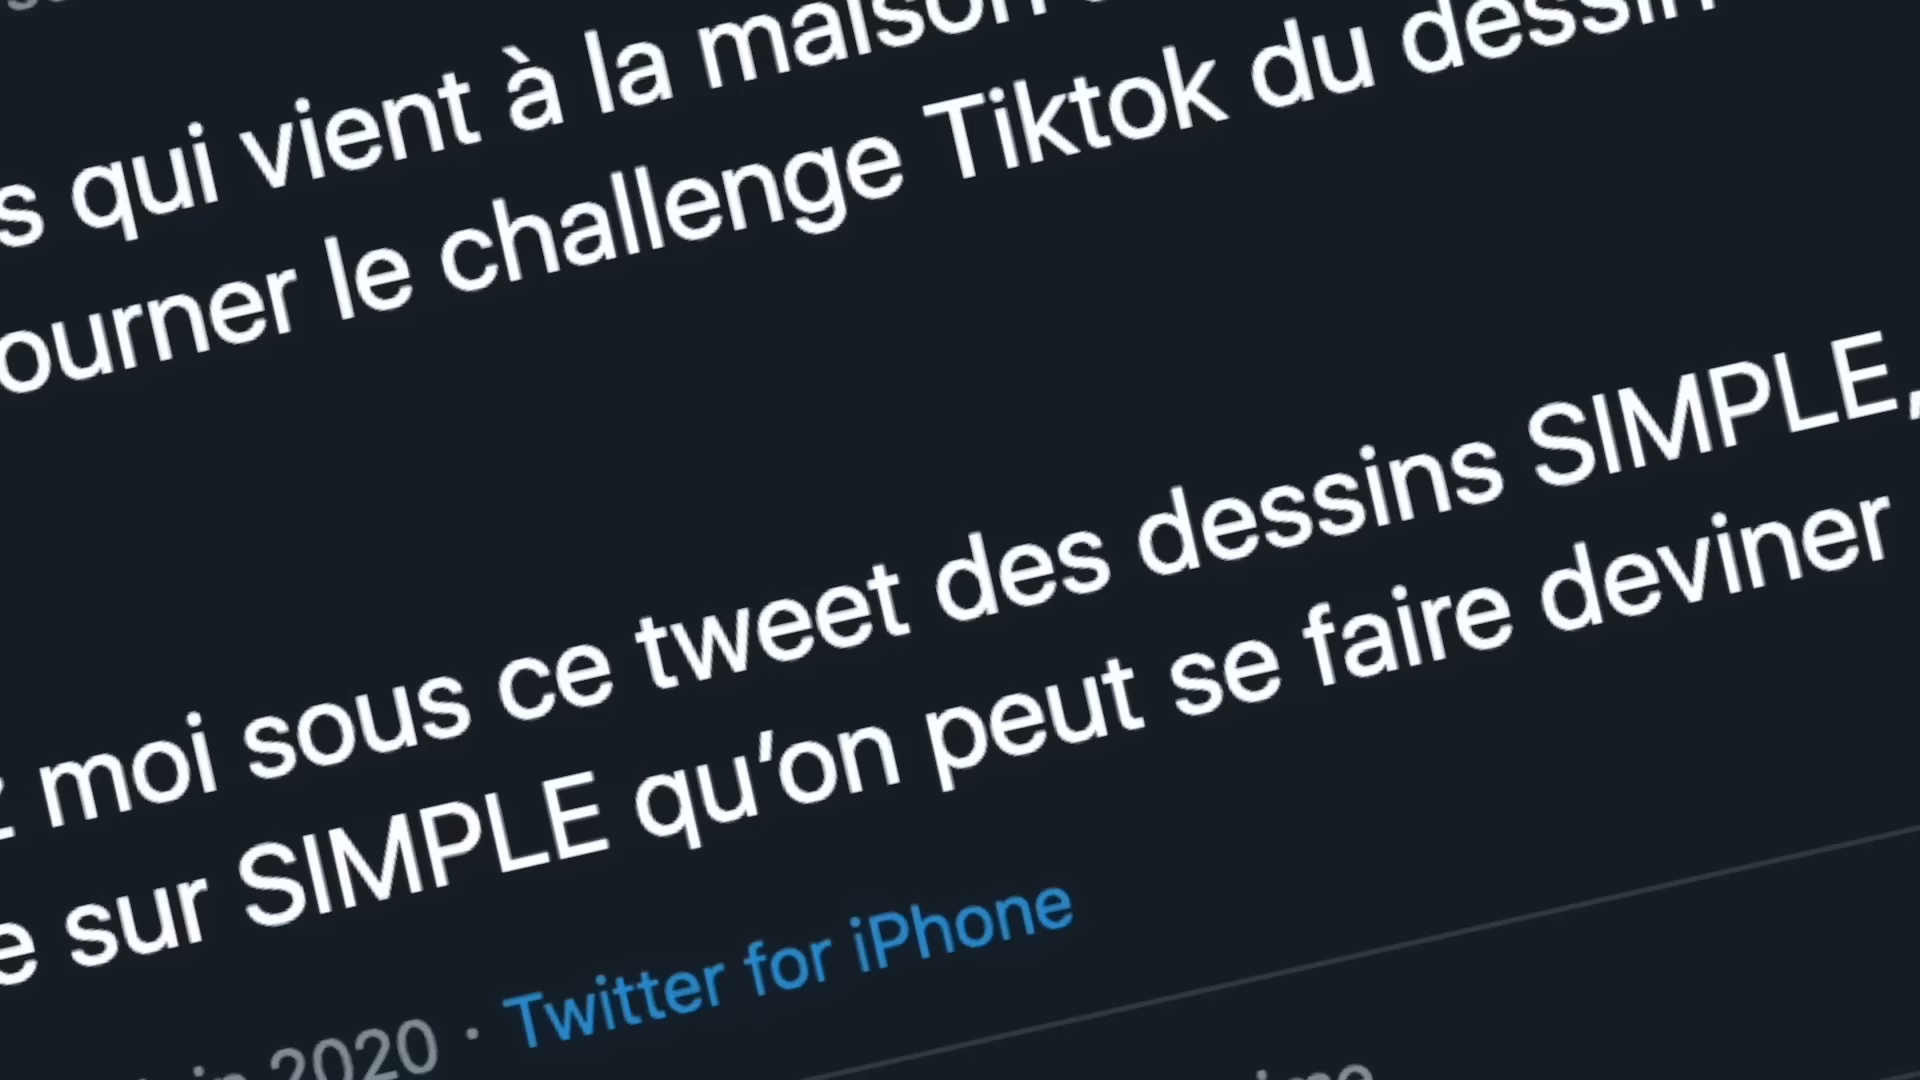 qui vient à la maison
le challenge Tiktok du dessin
moi sous ce tweet des dessins SIMPLE,
sur SIMPLE qu’on peut se faire deviner
2020 · Twitter for iPhone